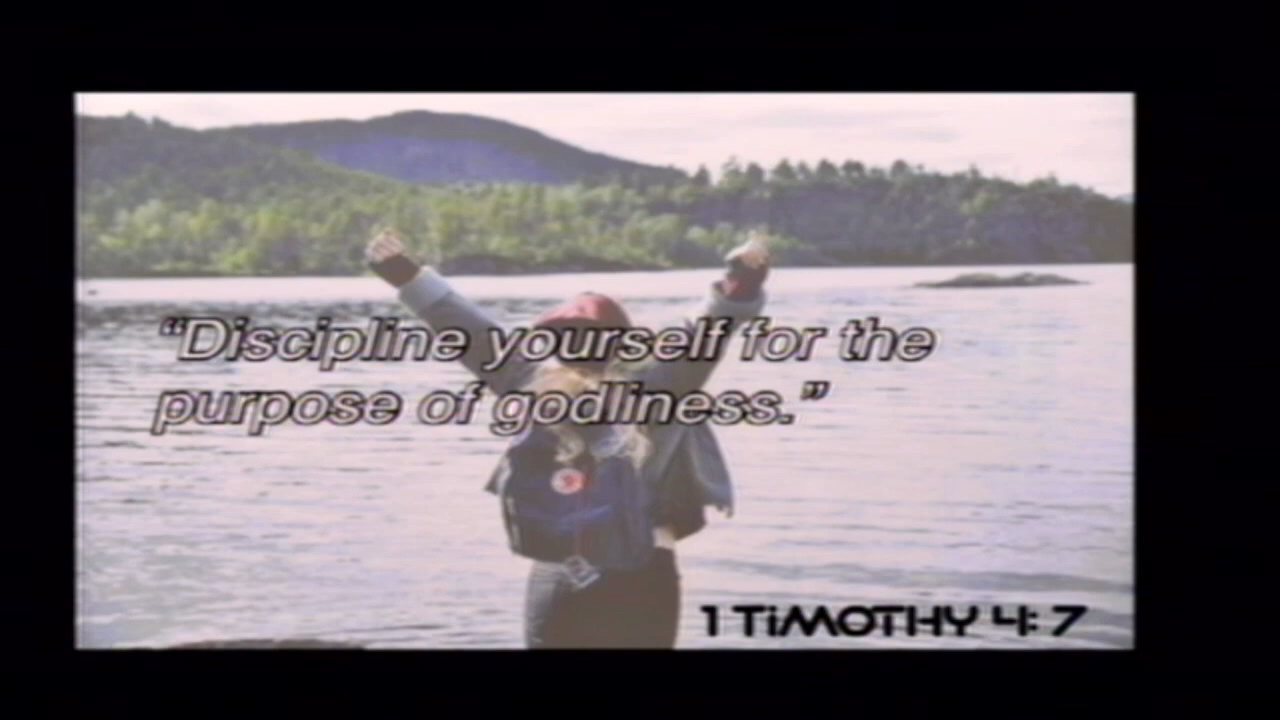 “Discipline yourself for the
purpose of godliness.”
1 TiMOTHY 4: 7